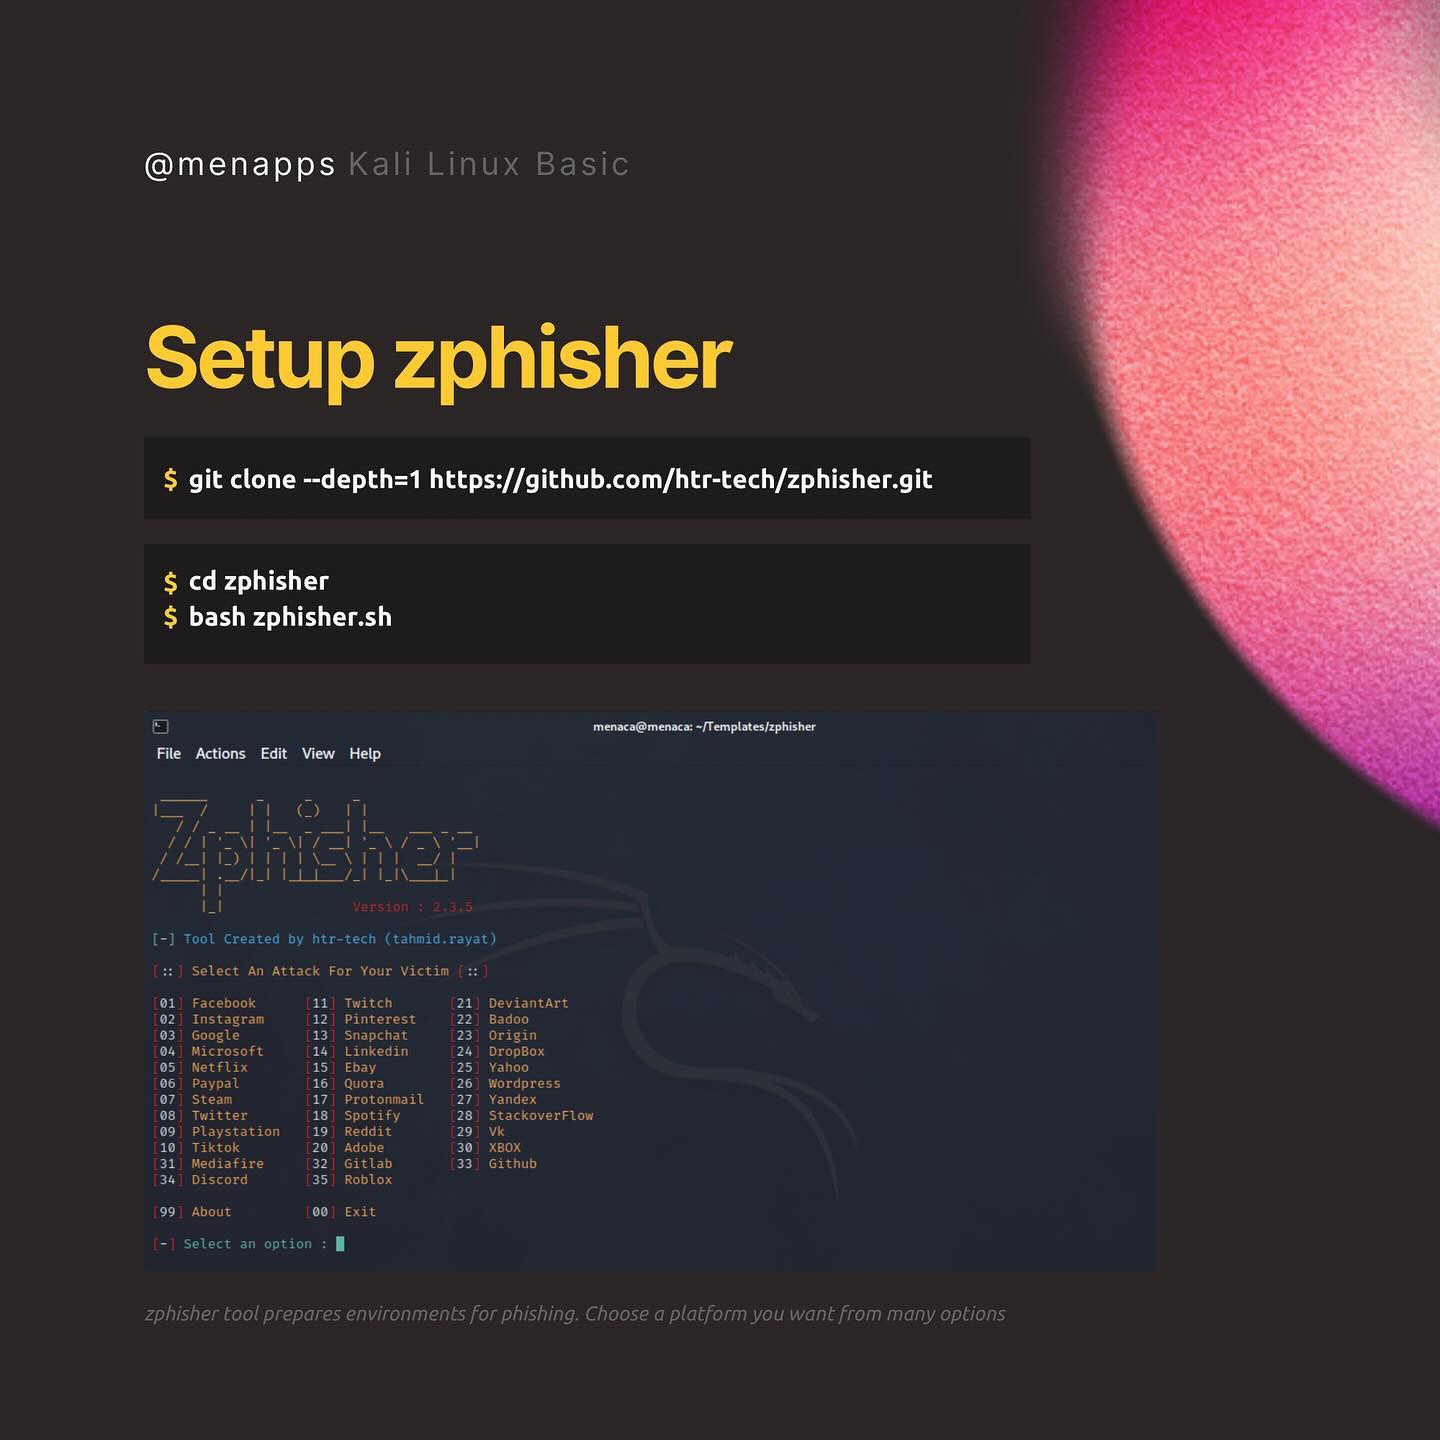 @menapps Kali Linux Basic
Setup zphisher
$ git clone --depth=1 https://github.com/htr-tech/zphisher.git
$ cd zphisher
$ bash zphisher.sh
menaca@menaca: ~/Templates/zphisher
File Actions Edit View Help
Zphisher
Version : 2.3.5
[-] Tool Created by htr-tech (tahmid.rayat)
[::] Select An Attack For Your Victim [::]
[01] Facebook [11] Twitch [21] DeviantArt
[02] Instagram [12] Pinterest [22] Badoo
[03] Google [13] Snapchat [23] Origin
[04] Microsoft [14] Linkedin [24] DropBox
[05] Netflix [15] Ebay [25] Yahoo
[06] Paypal [16] Quora [26] Wordpress
[07] Steam [17] Protonmail [27] Yandex
[08] Twitter [18] Spotify [28] StackoverFlow
[09] Playstation [19] Reddit [29] Vk
[10] Tiktok [20] Adobe [30] XBOX
[31] Mediafire [32] Gitlab [33] Github
[34] Discord [35] Roblox
[99] About [00] Exit
[-] Select an option :
zphisher tool prepares environments for phishing. Choose a platform you want from many options